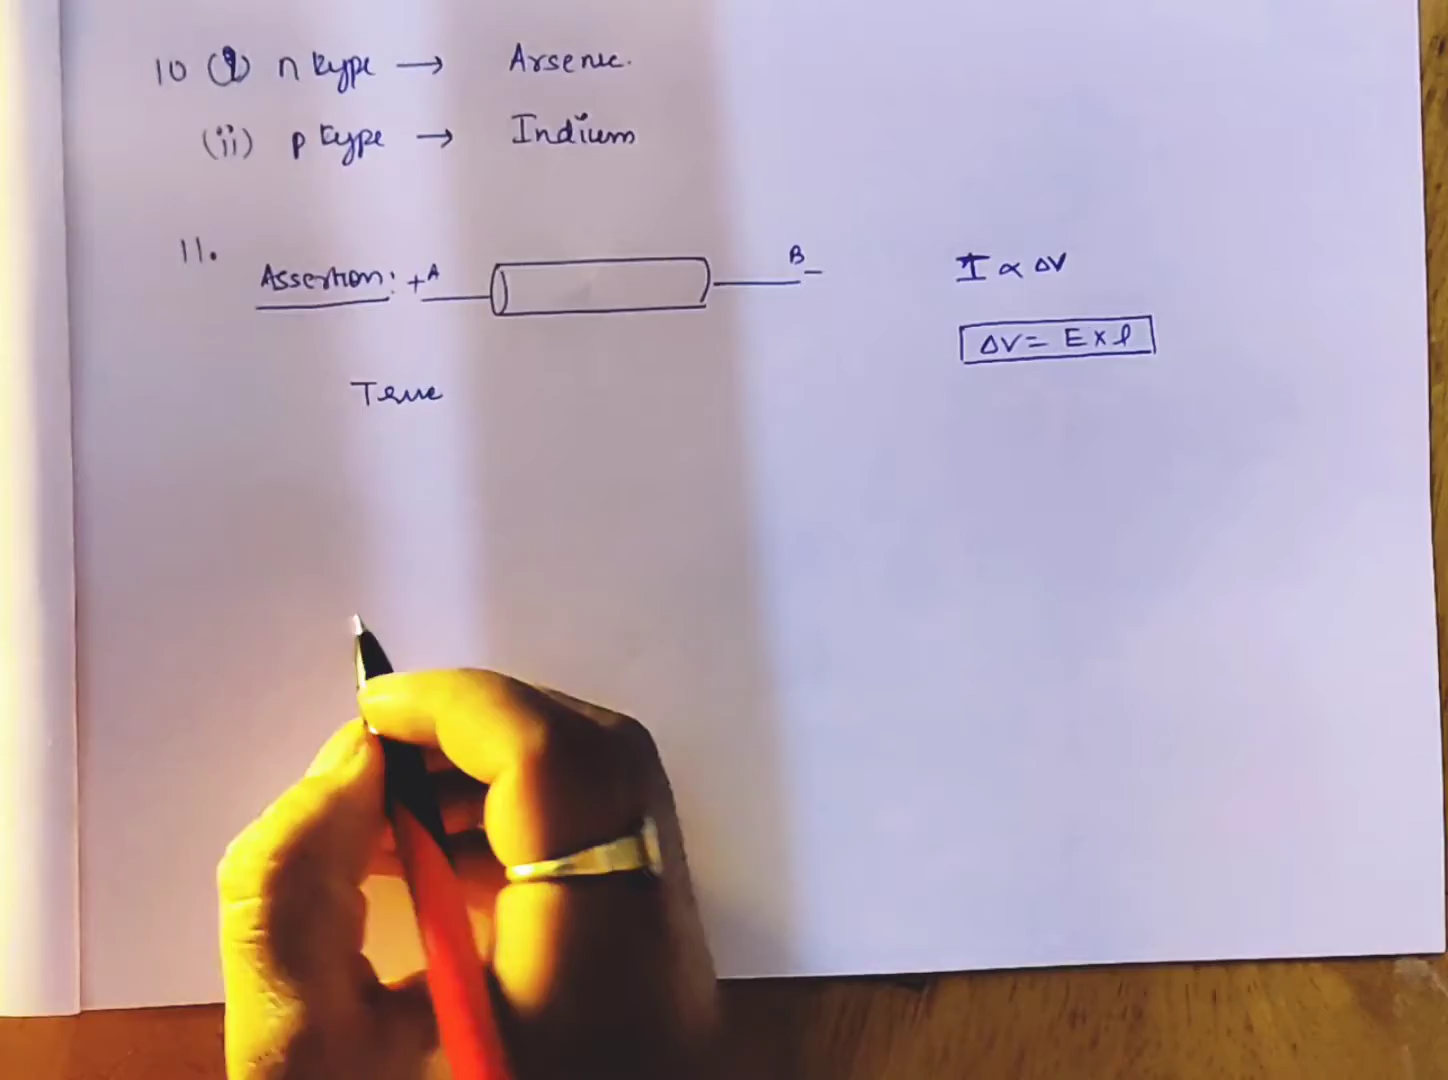 10 (i) n type → Arsenic.
(ii) p type → Indium
11.
Assertion: +A B -
I ∝ ΔV
ΔV = E × l
True